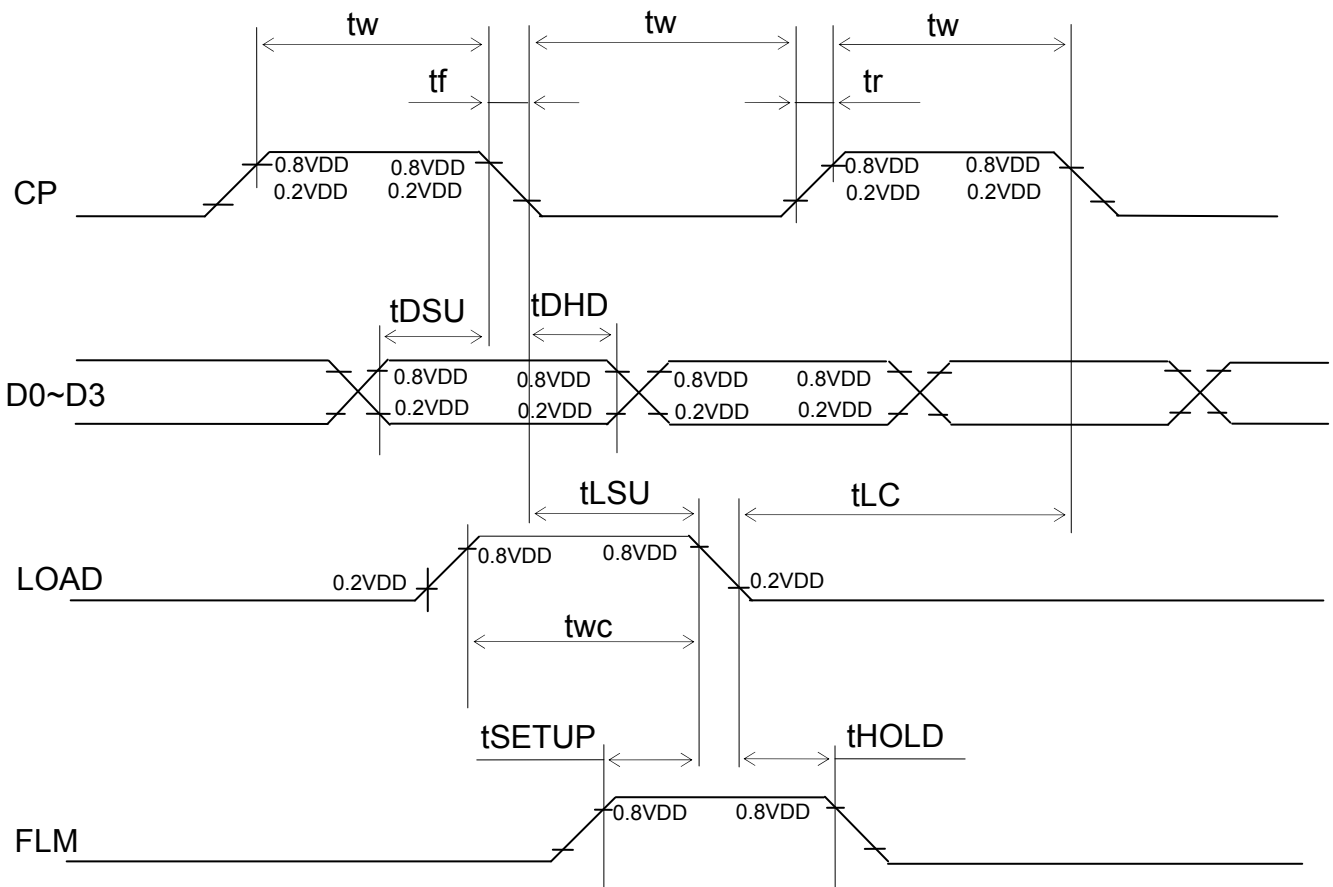 tw tw tw
tf tr
0.8VDD 0.8VDD 0.8VDD 0.8VDD
CP 0.2VDD 0.2VDD 0.2VDD 0.2VDD
tDSU tDHD
0.8VDD 0.8VDD 0.8VDD 0.8VDD
D0~D3 0.2VDD 0.2VDD 0.2VDD 0.2VDD
tLSU tLC
0.8VDD 0.8VDD
LOAD 0.2VDD 0.2VDD
twc
tSETUP tHOLD
0.8VDD 0.8VDD
FLM